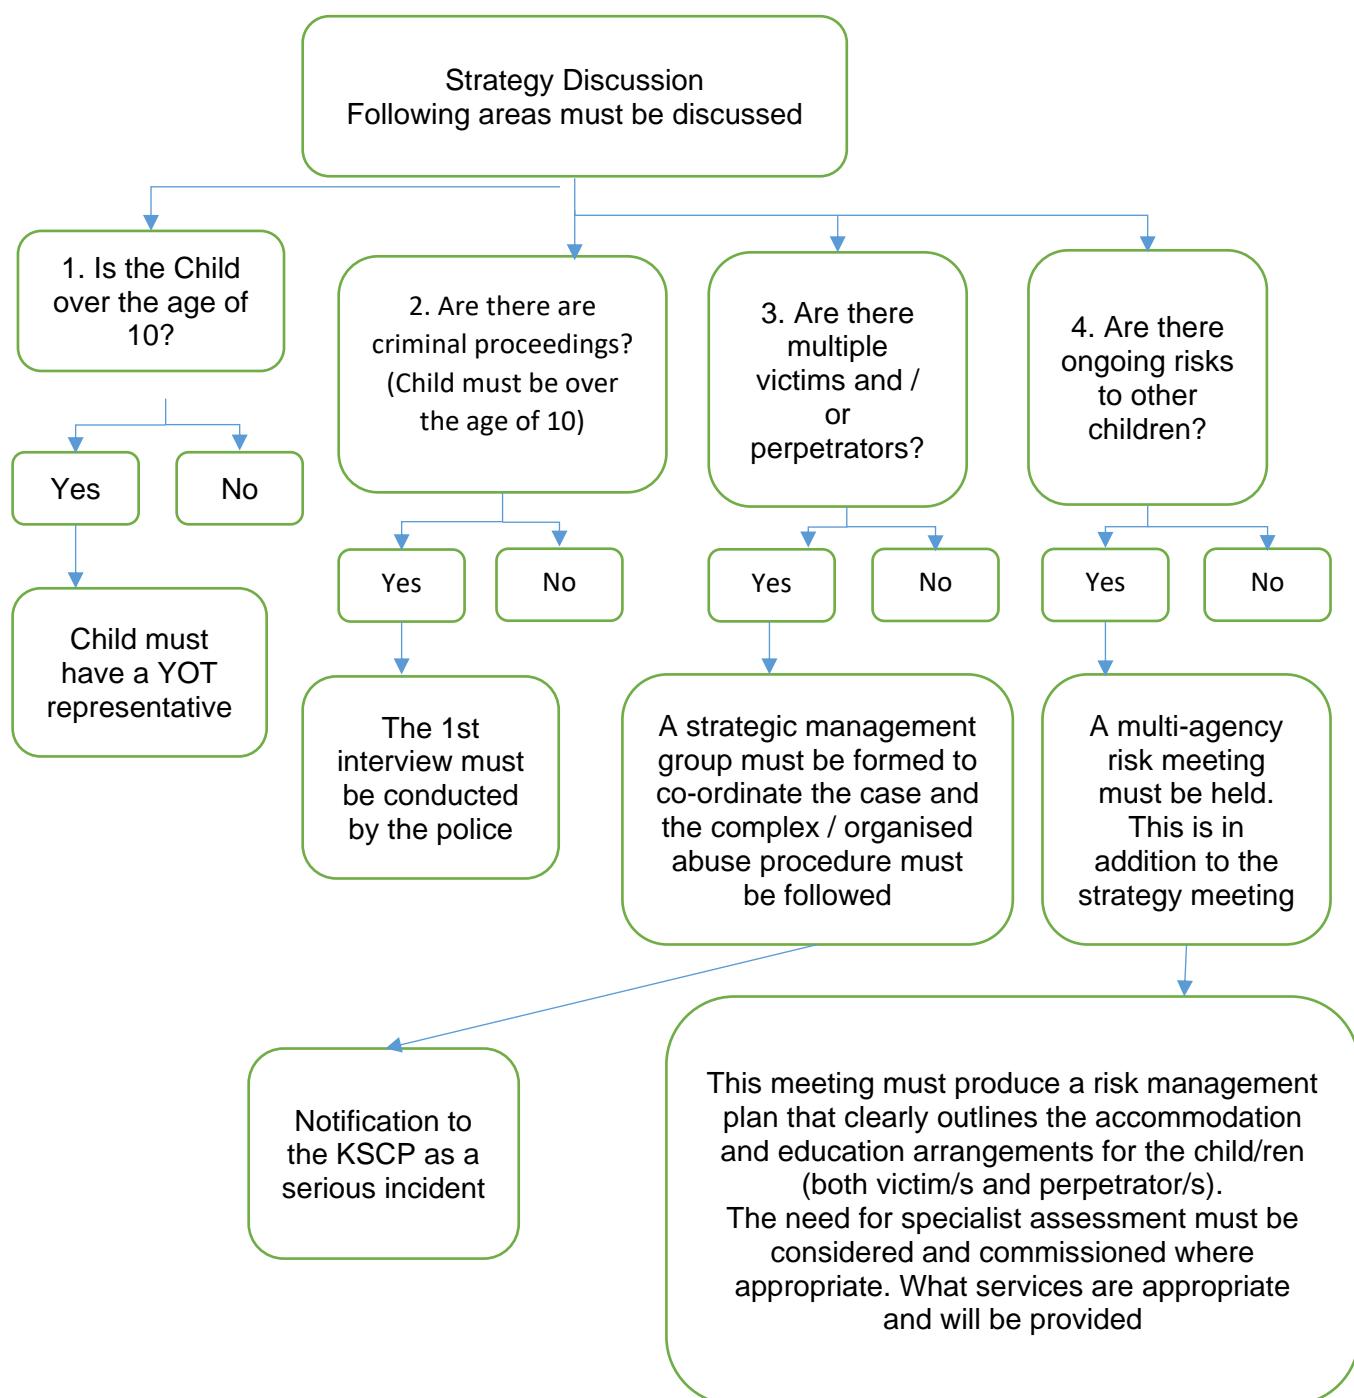 Strategy Discussion
Following areas must be discussed
1. Is the Child
over the age of
10?
Yes
No
Child must
have a YOT
representative
2. Are there are
criminal proceedings?
(Child must be over
the age of 10)
Yes
No
The 1st
interview must
be conducted
by the police
3. Are there
multiple
victims and /
or
perpetrators?
Yes
No
A strategic management
group must be formed to
co-ordinate the case and
the complex / organised
abuse procedure must
be followed
Notification to
the KSCP as a
serious incident
4. Are there
ongoing risks
to other
children?
Yes
No
A multi-agency
risk meeting
must be held.
This is in
addition to the
strategy meeting
This meeting must produce a risk management
plan that clearly outlines the accommodation
and education arrangements for the child/ren
(both victim/s and perpetrator/s).
The need for specialist assessment must be
considered and commissioned where
appropriate. What services are appropriate
and will be provided